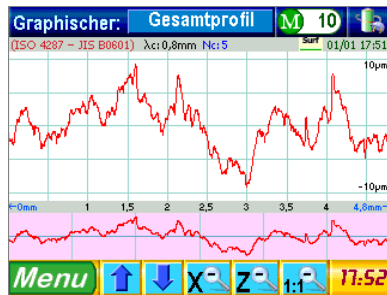 Graphischer: Gesamtprofil M 10
(ISO 4287 - JIS B0601) λc:0,8mm Nc:5 Surf 01/01 17:51
10µm
-10µm
←0mm 1 1,5 2 2,5 3 3,5 4 4,8mm→
Menu X Z 1:1 17:52